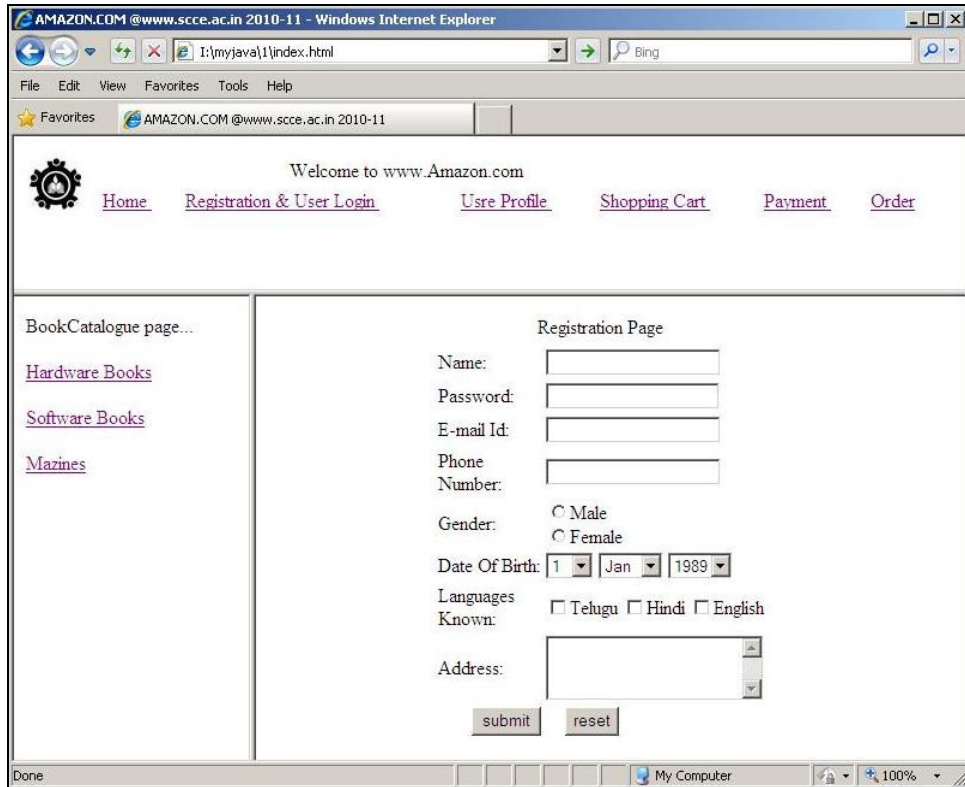 AMAZON.COM @www.scce.ac.in 2010-11 - Windows Internet Explorer
I:\myjava\1\index.html
Bing
File Edit View Favorites Tools Help
Favorites AMAZON.COM @www.scce.ac.in 2010-11
Welcome to www.Amazon.com
Home Registration & User Login Usre Profile Shopping Cart Payment Order
BookCatalogue page...
Hardware Books
Software Books
Mazines
Registration Page
Name:
Password:
E-mail Id:
Phone
Number:
Gender: Male
Female
Date Of Birth: 1 Jan 1989
Languages
Known: Telugu Hindi English
Address:
submit reset
Done My Computer 100%